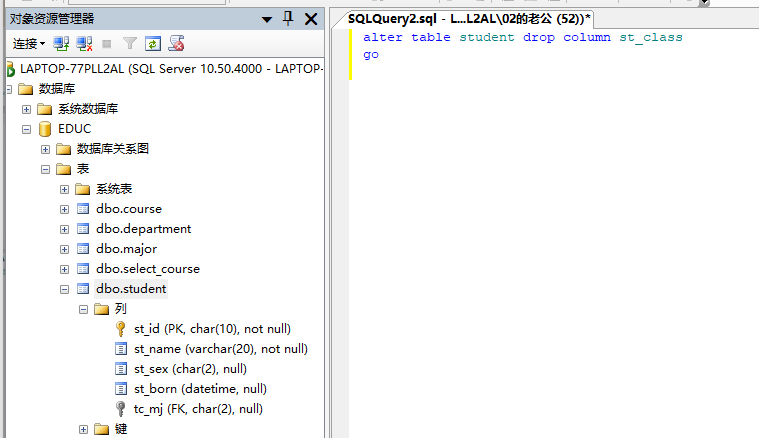 对象资源管理器
连接
LAPTOP-77PLL2AL (SQL Server 10.50.4000 - LAPTOP-
数据库
系统数据库
EDUC
数据库关系图
表
系统表
dbo.course
dbo.department
dbo.major
dbo.select_course
dbo.student
列
st_id (PK, char(10), not null)
st_name (varchar(20), not null)
st_sex (char(2), null)
st_born (datetime, null)
tc_mj (FK, char(2), null)
键
SQLQuery2.sql - L...L2AL\02的老公 (52))*
alter table student drop column st_class
go